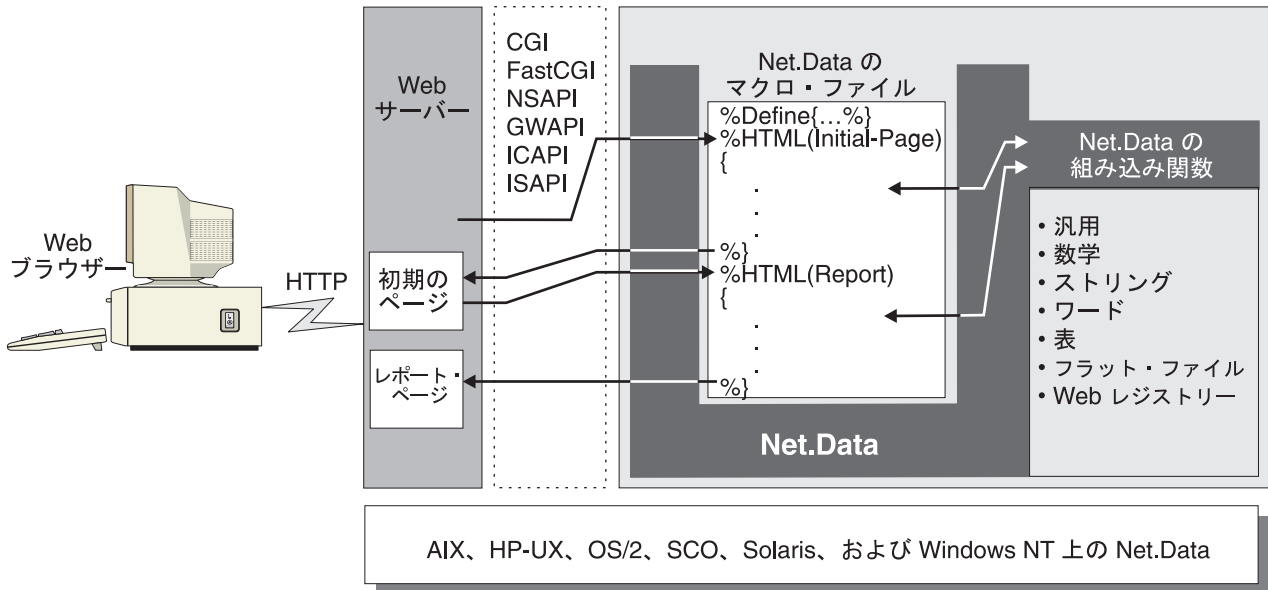 Web
ブラウザー
HTTP
Web
サーバー
初期の
ページ
レポート・
ページ
CGI
FastCGI
NSAPI
GWAPI
ICAPI
ISAPI
Net.Data の
マクロ・ファイル
%Define{…%}
%HTML(Initial-Page)
{
.
.
.
%}
%HTML(Report)
{
.
.
.
%}
Net.Data
Net.Data の
組み込み関数
• 汎用
• 数学
• ストリング
• ワード
• 表
• フラット・ファイル
• Web レジストリー
AIX、HP-UX、OS/2、SCO、Solaris、および Windows NT 上の Net.Data